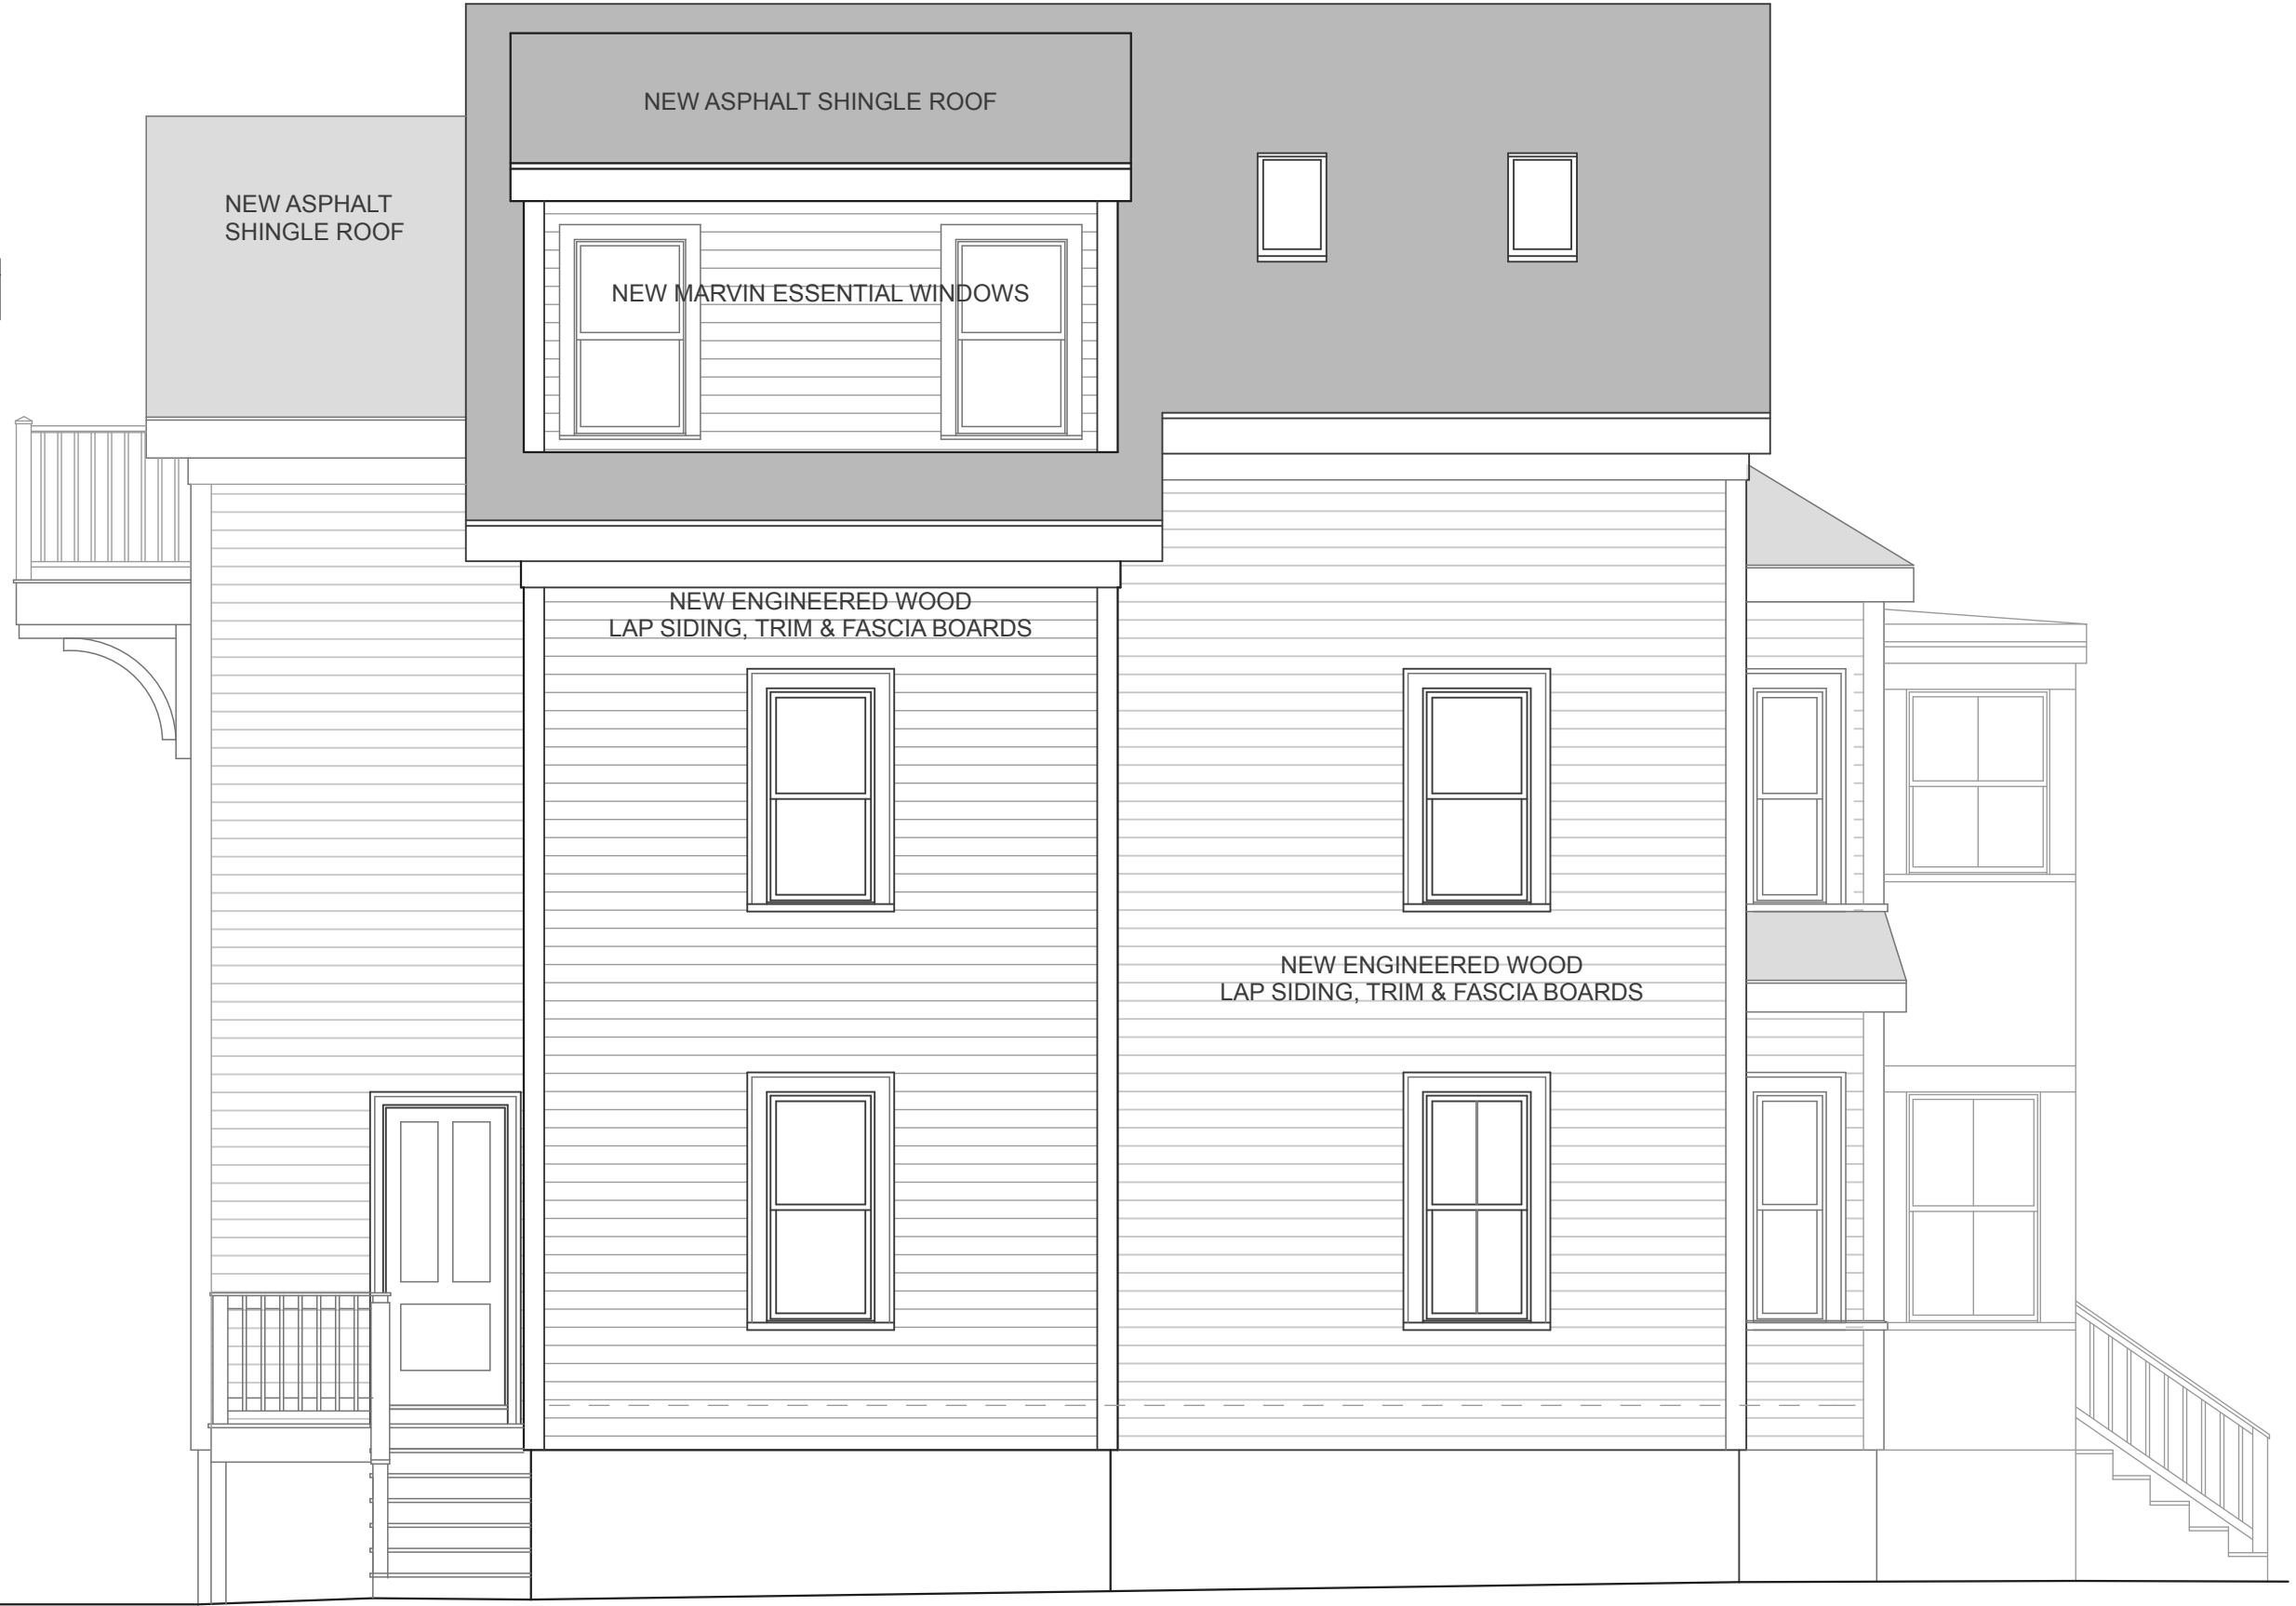 NEW ASPHALT SHINGLE ROOF
NEW ASPHALT
SHINGLE ROOF
NEW MARVIN ESSENTIAL WINDOWS
NEW ENGINEERED WOOD
LAP SIDING, TRIM & FASCIA BOARDS
NEW ENGINEERED WOOD
LAP SIDING, TRIM & FASCIA BOARDS